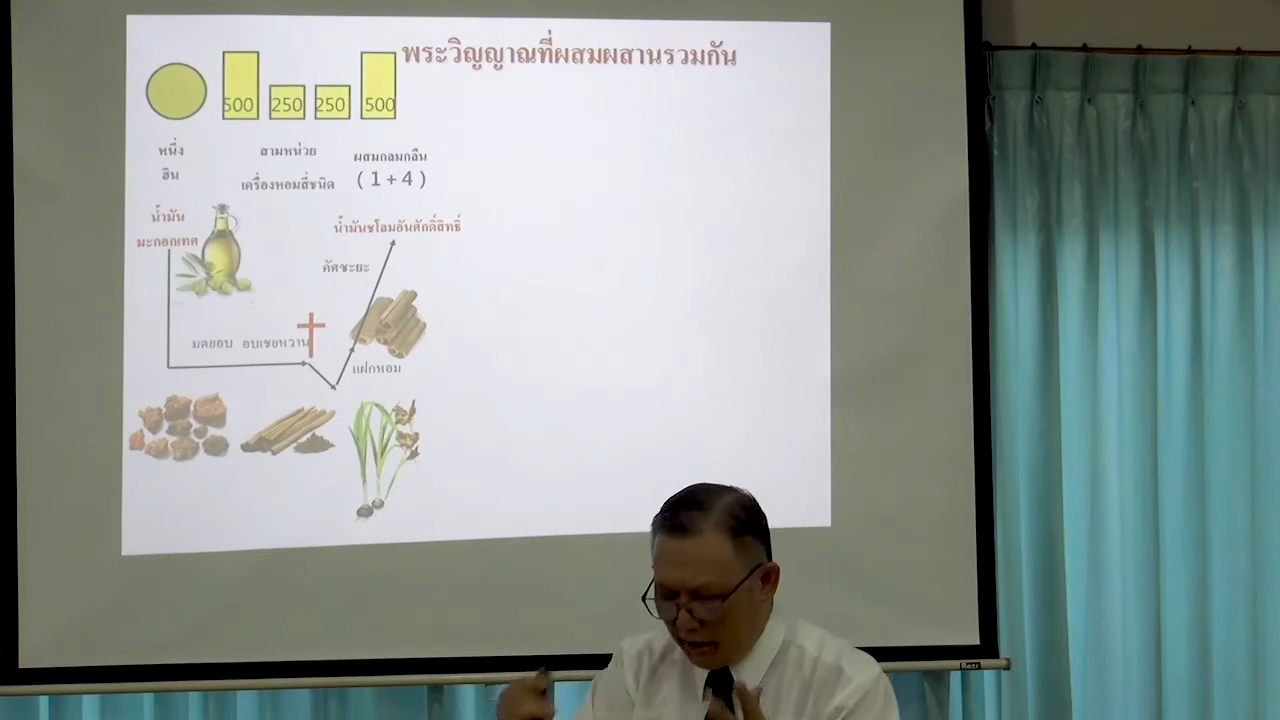 พระวิญญาณที่ผสมผสานรวมกัน
500 250 250 500
หนึ่ง
ฮิน
สามหน่วย
เครื่องหอมสี่ชนิด
ผสมกลมกลืน
( 1 + 4 )
น้ำมัน
มะกอกเทศ
น้ำมันชโลมอันศักดิ์สิทธิ์
คัศซะยะ
มดยอบ อบเชยหวาน
แฝกหอม